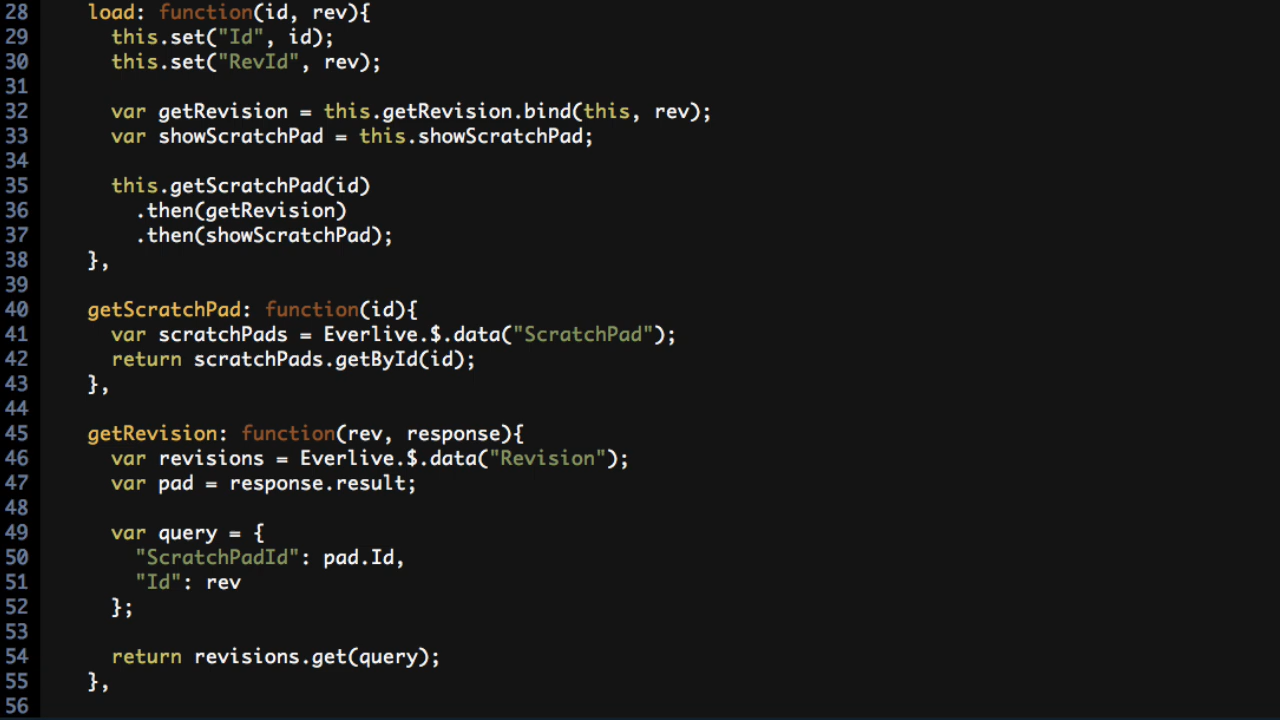 28     load: function(id, rev){
29       this.set("Id", id);
30       this.set("RevId", rev);
31
32       var getRevision = this.getRevision.bind(this, rev);
33       var showScratchPad = this.showScratchPad;
34
35       this.getScratchPad(id)
36         .then(getRevision)
37         .then(showScratchPad);
38     },
39
40     getScratchPad: function(id){
41       var scratchPads = Everlive.$.data("ScratchPad");
42       return scratchPads.getById(id);
43     },
44
45     getRevision: function(rev, response){
46       var revisions = Everlive.$.data("Revision");
47       var pad = response.result;
48
49       var query = {
50         "ScratchPadId": pad.Id,
51         "Id": rev
52       };
53
54       return revisions.get(query);
55     },
56